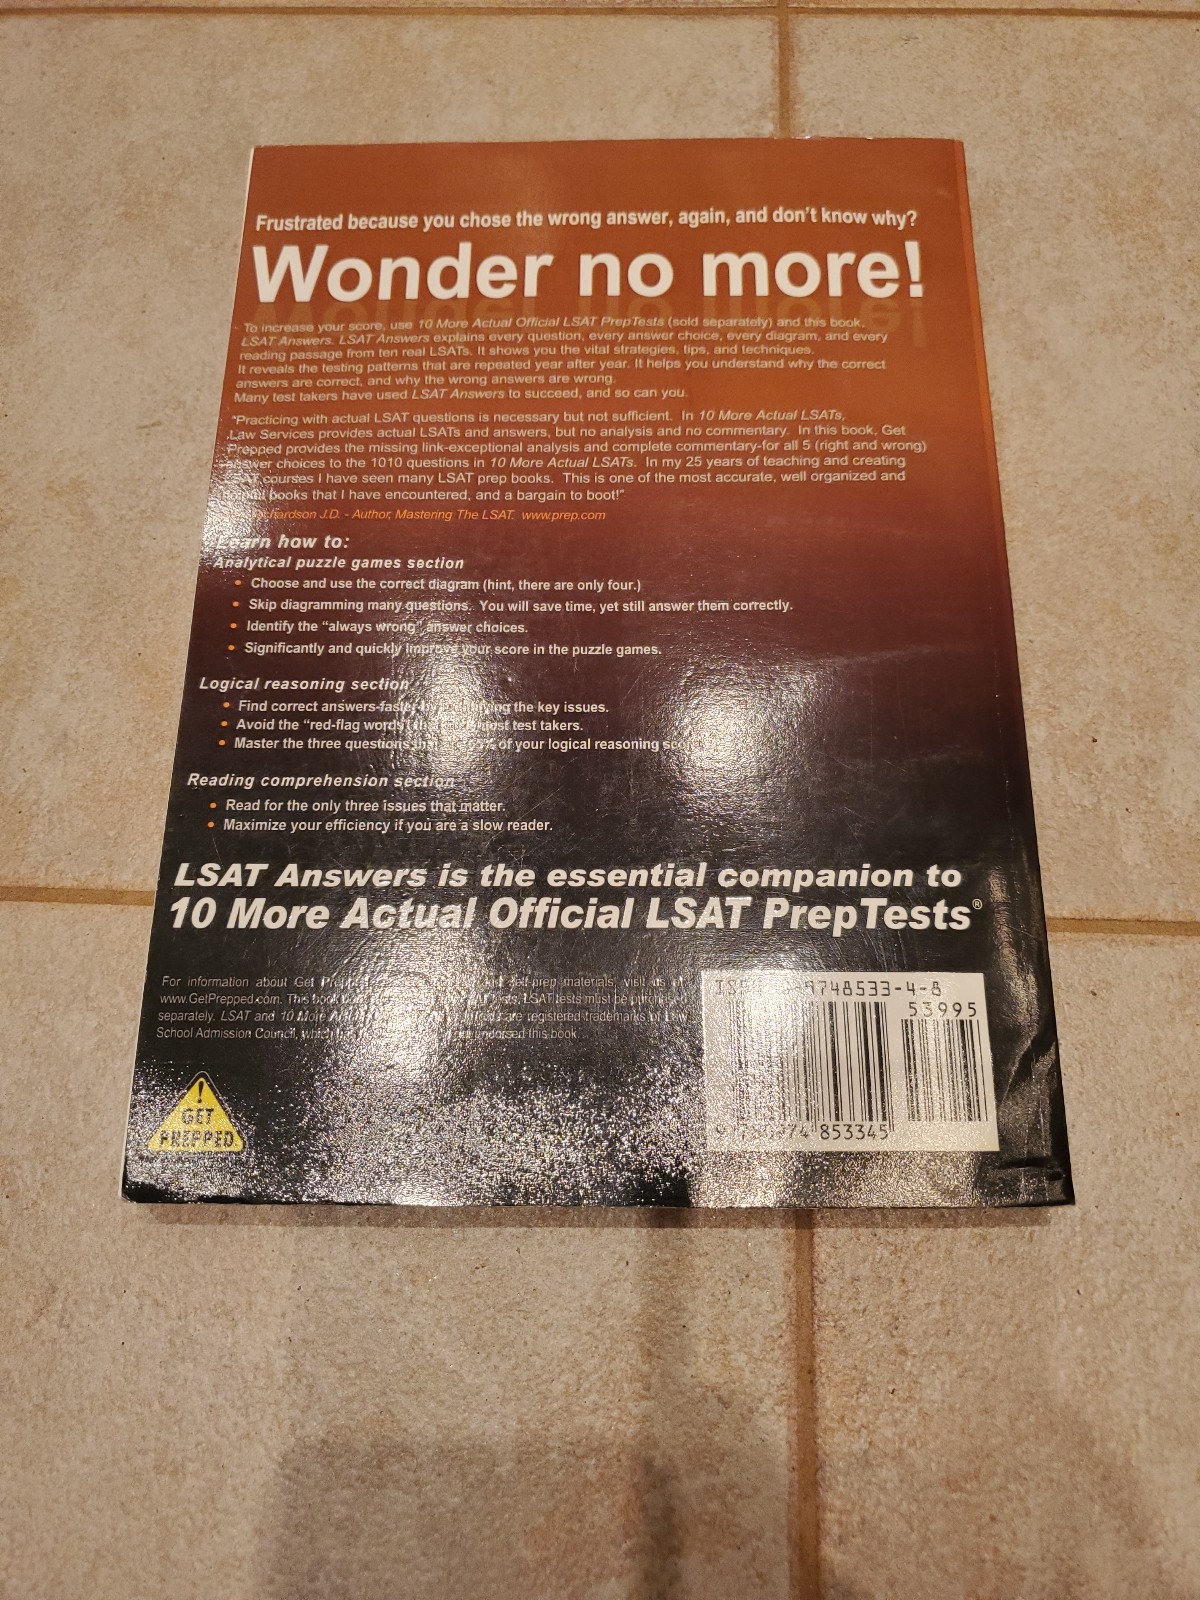 Frustrated because you chose the wrong answer, again, and don't know why?
Wonder no more!
To increase your score, use 10 More Actual Official LSAT PrepTests (sold separately) and this book,
LSAT Answers. LSAT Answers explains every question, every answer choice, every diagram, and every
reading passage from ten real LSATs. It shows you the vital strategies, tips, and techniques.
It reveals the testing patterns that are repeated year after year. It helps you understand why the correct
answers are correct, and why the wrong answers are wrong.
Many test takers have used LSAT Answers to succeed, and so can you.
"Practicing with actual LSAT questions is necessary but not sufficient. In 10 More Actual LSATs,
Law Services provides actual LSATs and answers, but no analysis and no commentary. In this book, Get
Prepped provides the missing link-exceptional analysis and complete commentary-for all 5 (right and wrong)
answer choices to the 1010 questions in 10 More Actual LSATs. In my 25 years of teaching and creating
LSAT courses I have seen many LSAT prep books. This is one of the most accurate, well organized and
helpful books that I have encountered, and a bargain to boot!"
Richardson J.D. - Author, Mastering The LSAT. www.prep.com
Learn how to:
Analytical puzzle games section
• Choose and use the correct diagram (hint, there are only four.)
• Skip diagramming many questions. You will save time, yet still answer them correctly.
• Identify the "always wrong" answer choices.
• Significantly and quickly improve your score in the puzzle games.
Logical reasoning section
• Find correct answers-faster by the key issues.
• Avoid the "red-flag words" test takers.
• Master the three questions that of your logical reasoning score
Reading comprehension section
• Read for the only three issues that matter.
• Maximize your efficiency if you are a slow reader.
LSAT Answers is the essential companion to
10 More Actual Official LSAT PrepTests®
For information about Get Prepped self-prep materials, visit us at
www.GetPrepped.com. This book LSAT tests must be purchased
separately. LSAT and 10 More Actual are registered trademarks of Law
School Admission Council, which endorsed this book.
ISBN 9748533-4-8
53995
9 74 853345
!
GET
PREPPED